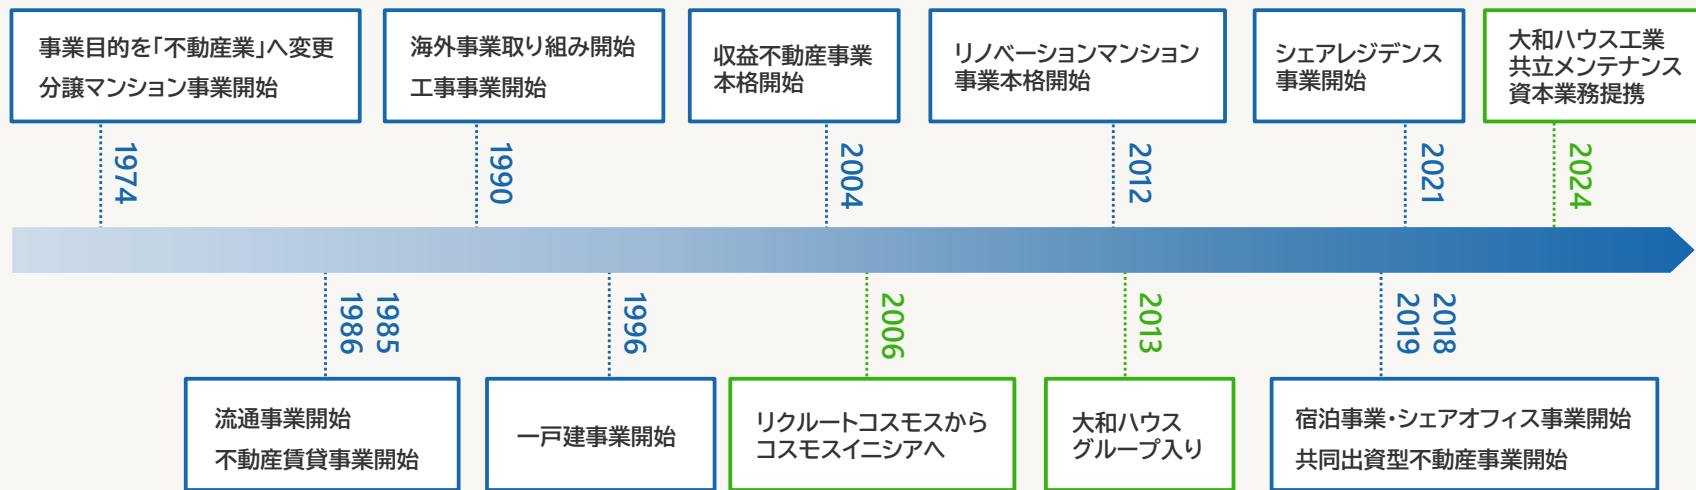 事業目的を「不動産業」へ変更
分譲マンション事業開始
1974
海外事業取り組み開始
工事事業開始
1990
収益不動産事業
本格開始
2004
リノベーションマンション
事業本格開始
2012
シェアレジデンス
事業開始
2021
大和ハウス工業
共立メンテナンス
資本業務提携
2024
1985
1986
流通事業開始
不動産賃貸事業開始
1996
一戸建事業開始
2006
リクルートコスモスから
コスモスイニシアへ
2013
大和ハウス
グループ入り
2018
2019
宿泊事業・シェアオフィス事業開始
共同出資型不動産事業開始